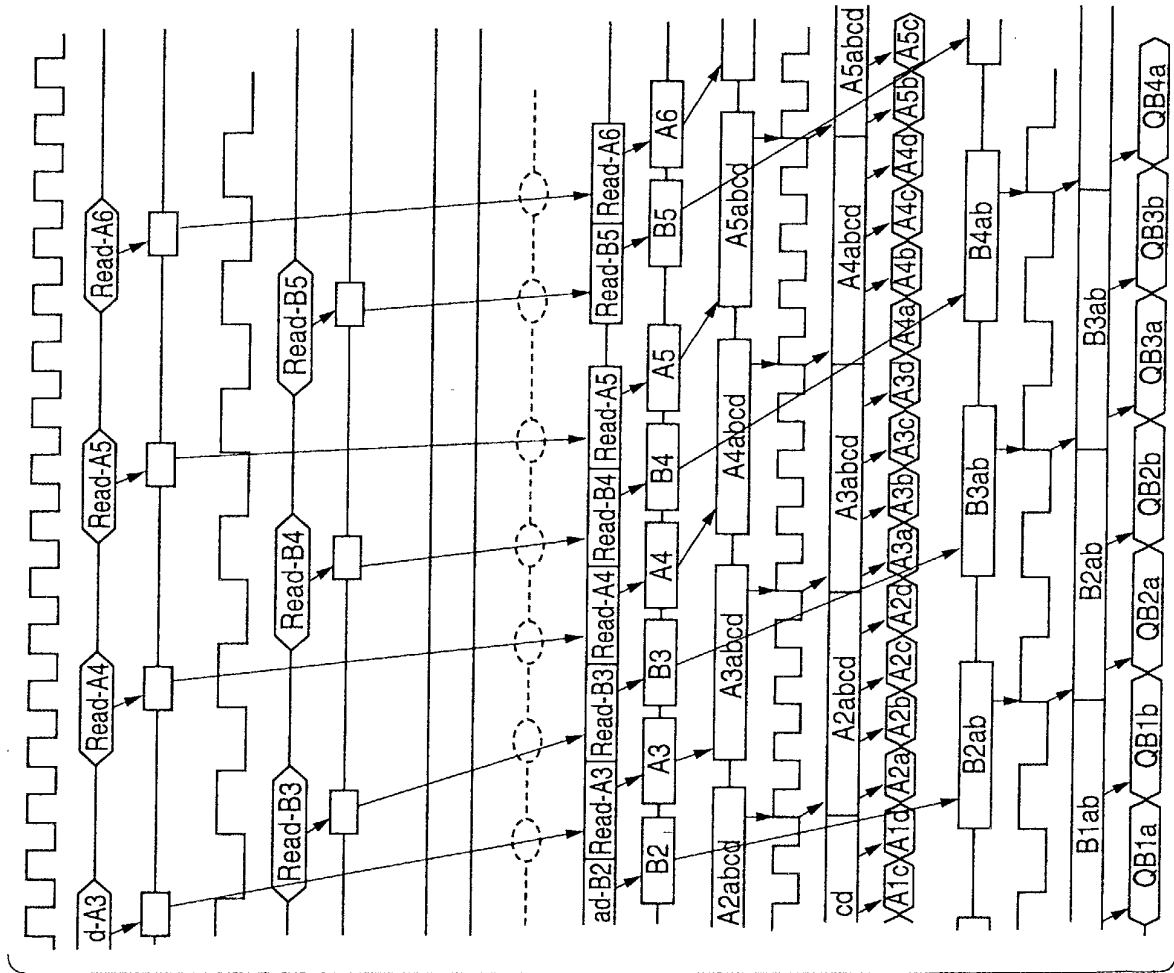 d-A3 Read-A4 Read-A5 Read-A6
Read-B3 Read-B4 Read-B5
ad-B2 Read-A3 Read-B3 Read-A4 Read-B4 Read-A5 Read-B5 Read-A6
B2 A3 B3 A4 B4 A5 B5 A6
A2abcd A3abcd A4abcd A5abcd
cd A2abcd A3abcd A4abcd A5abcd
A1c A1d A2a A2b A2c A2d A3a A3b A3c A3d A4a A4b A4c A4d A5b A5c
B2ab B3ab B4ab
B1ab B2ab B3ab
QB1a QB1b QB2a QB2b QB3a QB3b QB4a